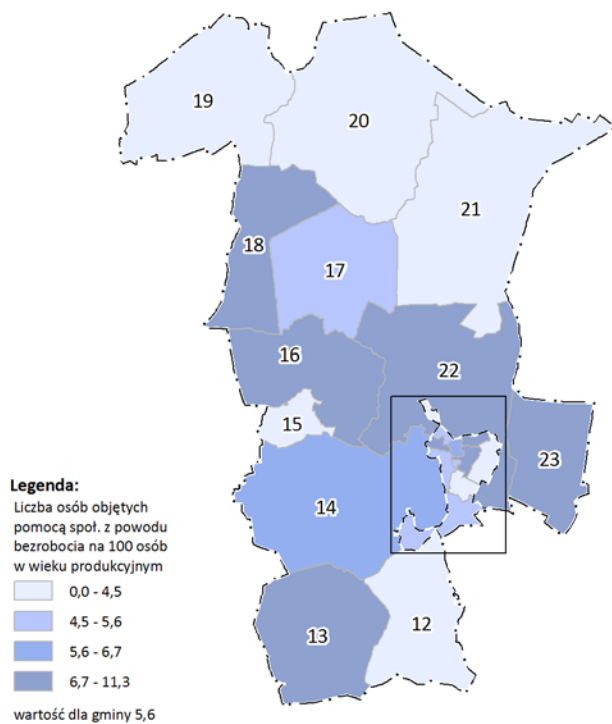 19
20
21
18
17
16
22
15
23
14
13
12
Legenda:
Liczba osób objętych
pomocą społ. z powodu
bezrobocia na 100 osób
w wieku produkcyjnym
0,0 - 4,5
4,5 - 5,6
5,6 - 6,7
6,7 - 11,3
wartość dla gminy 5,6